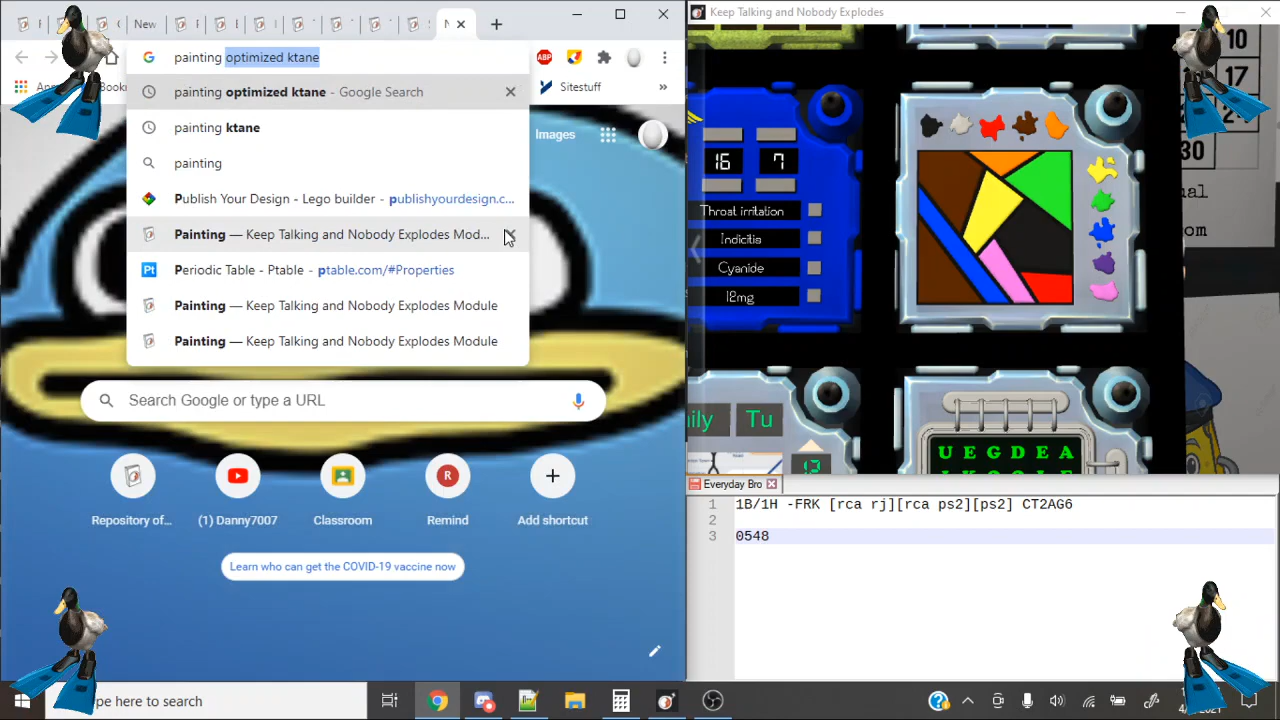 painting optimized ktane
painting optimized ktane - Google Search
painting ktane
painting
Publish Your Design - Lego builder - publishyourdesign.c...
Painting — Keep Talking and Nobody Explodes Mod...
Periodic Table - Ptable - ptable.com/#Properties
Painting — Keep Talking and Nobody Explodes Module
Painting — Keep Talking and Nobody Explodes Module
ABP
Sitestuff
»
Images
Search Google or type a URL
Repository of...
(1) Danny7007
Classroom
R
Remind
Add shortcut
Learn who can get the COVID-19 vaccine now
Keep Talking and Nobody Explodes
10
17
30
16 7
Throat irritation
Indicilis
Cyanide
12mg
Tu
12
U E G D E A
Everyday Bro
1 1B/1H -FRK [rca rj][rca ps2][ps2] CT2AG6
2
3 0548
here to search